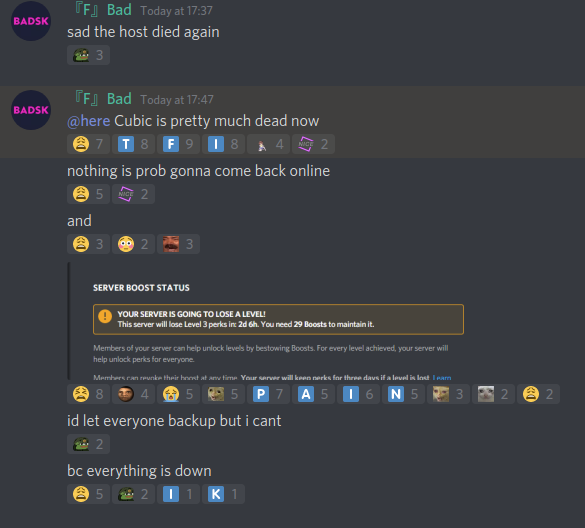 BADSK
『F』 Bad Today at 17:37
sad the host died again
3
BADSK
『F』 Bad Today at 17:47
@here Cubic is pretty much dead now
7 T 8 F 9 I 8 4 NICE 2
nothing is prob gonna come back online
5 NICE 2
and
3 2 3
SERVER BOOST STATUS
YOUR SERVER IS GOING TO LOSE A LEVEL!
This server will lose Level 3 perks in: 2d 6h. You need 29 Boosts to maintain it.
Members of your server can help unlock levels by bestowing Boosts. For every level achieved, your server will
help unlock perks for everyone.
Members can revoke their boost at any time. Your server will keep perks for three days if a level is lost. Learn
8 4 5 5 P 7 A 5 I 6 N 5 3 2 2
id let everyone backup but i cant
2
bc everything is down
5 2 I 1 K 1